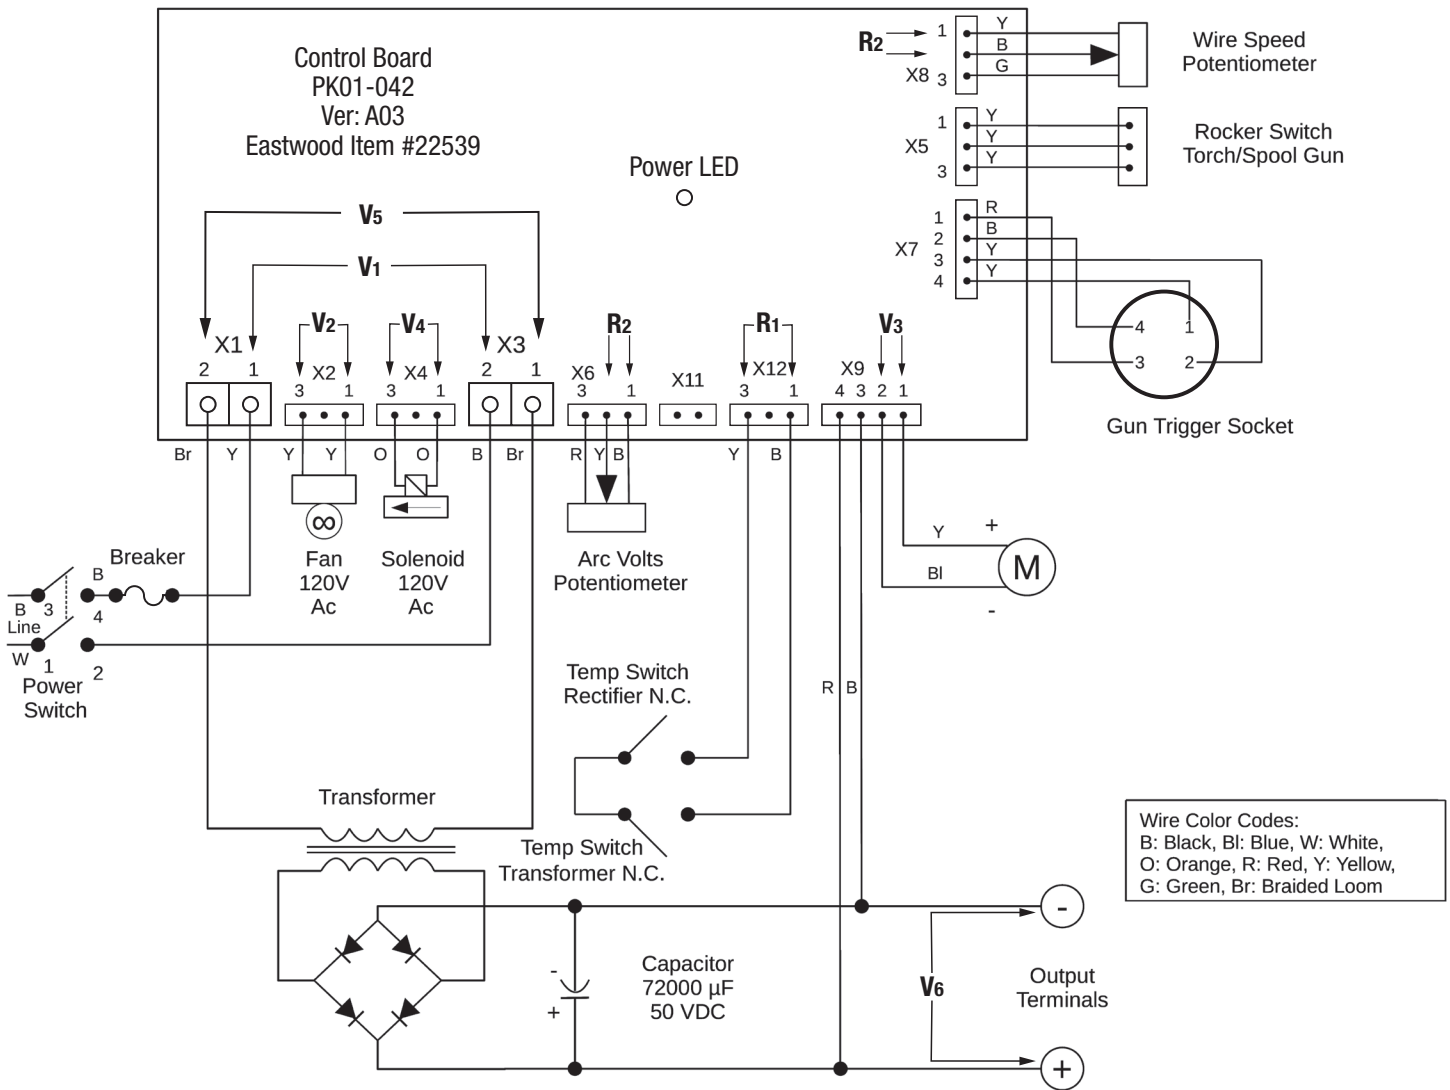 Control Board
PK01-042
Ver: A03
Eastwood Item #22539
Power LED
R2
X8
1
3
Y
B
G
Wire Speed
Potentiometer
X5
1
3
Y
Y
Y
Rocker Switch
Torch/Spool Gun
X7
1
2
3
4
R
B
Y
Y
4
1
3
2
Gun Trigger Socket
V5
V1
V2
V4
R2
R1
V3
X1
2
1
X2
3
1
X4
3
1
X3
2
1
X6
3
1
X11
X12
3
1
X9
4 3 2 1
Br
Y
Y
Y
O
O
B
Br
R
Y
B
Y
B
Fan
120V
Ac
Solenoid
120V
Ac
Arc Volts
Potentiometer
Y
+
M
Bl
-
Breaker
B
3
B
4
Line
W
1
2
Power
Switch
Temp Switch
Rectifier N.C.
R
B
Temp Switch
Transformer N.C.
Transformer
Wire Color Codes:
B: Black, Bl: Blue, W: White,
O: Orange, R: Red, Y: Yellow,
G: Green, Br: Braided Loom
-
+
Capacitor
72000 µF
50 VDC
V6
-
Output
Terminals
+